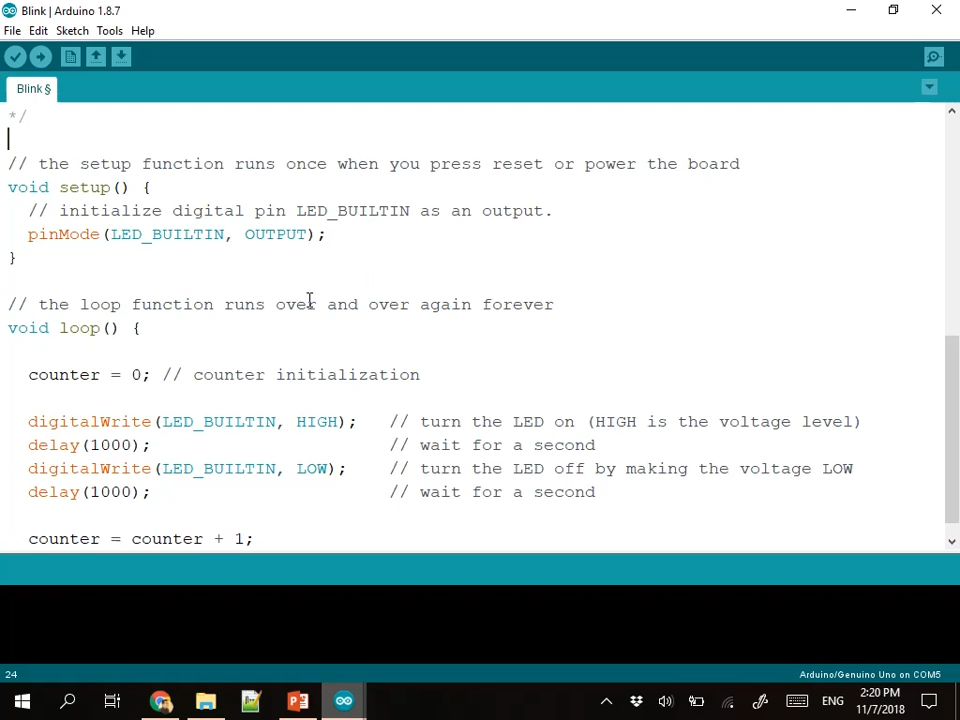 Blink | Arduino 1.8.7
File Edit Sketch Tools Help
Blink §
*/
// the setup function runs once when you press reset or power the board
void setup() {
  // initialize digital pin LED_BUILTIN as an output.
  pinMode(LED_BUILTIN, OUTPUT);
}
// the loop function runs over and over again forever
void loop() {
  counter = 0; // counter initialization
  digitalWrite(LED_BUILTIN, HIGH);   // turn the LED on (HIGH is the voltage level)
  delay(1000);                       // wait for a second
  digitalWrite(LED_BUILTIN, LOW);    // turn the LED off by making the voltage LOW
  delay(1000);                       // wait for a second
  counter = counter + 1;
24
Arduino/Genuino Uno on COM5
ENG
2:20 PM
11/7/2018